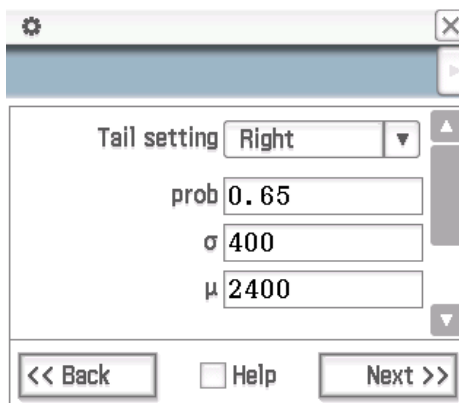 Tail setting Right
prob 0.65
σ 400
μ 2400
<< Back Help Next >>